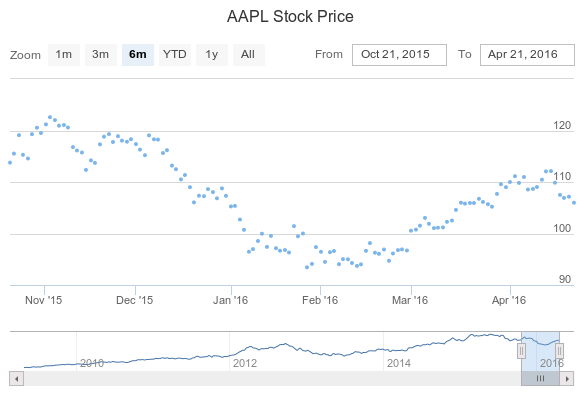 AAPL Stock Price
Zoom 1m 3m 6m YTD 1y All From Oct 21, 2015 To Apr 21, 2016
120
110
100
90
Nov '15 Dec '15 Jan '16 Feb '16 Mar '16 Apr '16
2010 2012 2014 2016